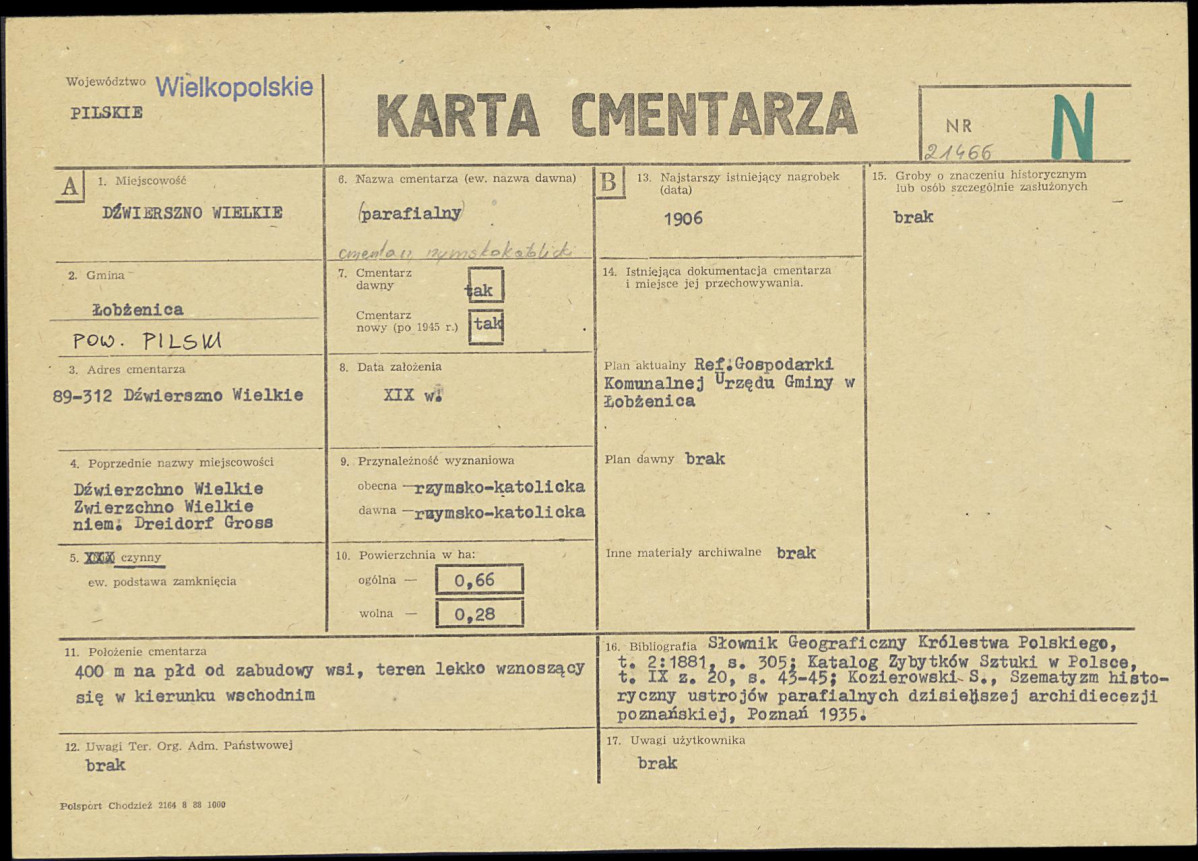 Województwo Wielkopolskie
PILSKIE
KARTA CMENTARZA
NR
21466
N
A
1. Miejscowość
DŹWIERSZNO WIELKIE
2. Gmina
Łobżenica
POW. PILSKI
3. Adres cmentarza
89-312 Dźwierszno Wielkie
4. Poprzednie nazwy miejscowości
Dźwierzchno Wielkie
Zwierzchno Wielkie
niem. Dreidorf Gross
5. XXX czynny
ew. podstawa zamknięcia
6. Nazwa cmentarza (ew. nazwa dawna)
(parafialny)
cmentarz rzymskokatolicki
7. Cmentarz
dawny
tak
Cmentarz
nowy (po 1945 r.)
tak
8. Data założenia
XIX w.
9. Przynależność wyznaniowa
obecna — rzymsko-katolicka
dawna — rzymsko-katolicka
10. Powierzchnia w ha:
ogólna — 0,66
wolna — 0,28
B
13. Najstarszy istniejący nagrobek
(data)
1906
14. Istniejąca dokumentacja cmentarza
i miejsce jej przechowywania.
Plan aktualny Ref.Gospodarki
Komunalnej Urzędu Gminy w
Łobżenica
Plan dawny brak
Inne materiały archiwalne brak
15. Groby o znaczeniu historycznym
lub osób szczególnie zasłużonych
brak
11. Położenie cmentarza
400 m na płd od zabudowy wsi, teren lekko wznoszący
się w kierunku wschodnim
12. Uwagi Ter. Org. Adm. Państwowej
brak
16. Bibliografia Słownik Geograficzny Królestwa Polskiego,
t. 2:1881, s. 305; Katalog Zybytków Sztuki w Polsce,
t. IX z. 20, s. 43-45; Kozierowski S., Szematyzm histo-
ryczny ustrojów parafialnych dzisiejszej archidiecezji
poznańskiej, Poznań 1935.
17. Uwagi użytkownika
brak
Polsport Chodzież 2164 8 88 1000